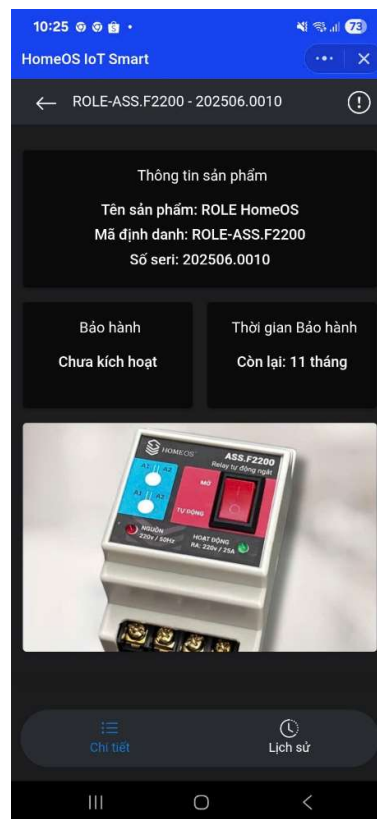 10:25
73
HomeOS IoT Smart
ROLE-ASS.F2200 - 202506.0010
Thông tin sản phẩm
Tên sản phẩm: ROLE HomeOS
Mã định danh: ROLE-ASS.F2200
Số seri: 202506.0010
Bảo hành
Chưa kích hoạt
Thời gian Bảo hành
Còn lại: 11 tháng
HOMEOS
ASS.F2200
Relay tự động ngắt
A1 A2
MỞ
A1 A2
TỰ ĐỘNG
NGUỒN
220v / 50Hz
HOẠT ĐỘNG
RA: 220v / 25A
Chi tiết
Lịch sử